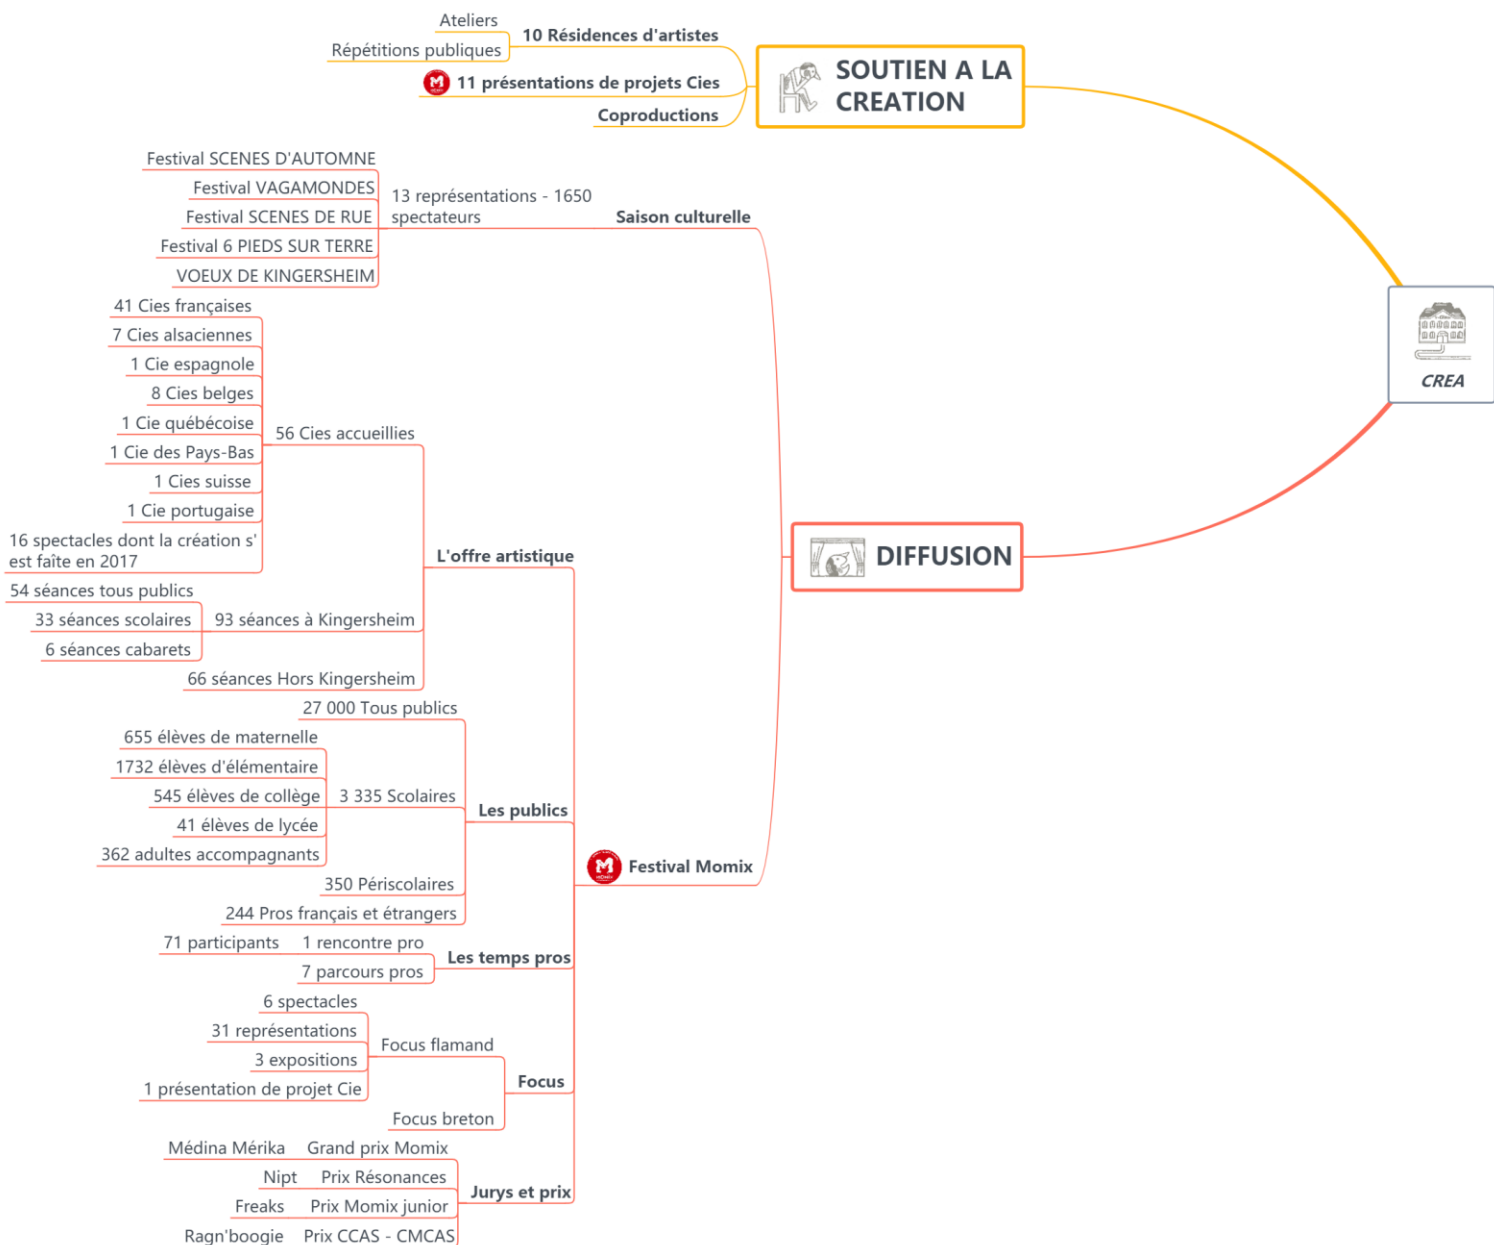 Ateliers
Répétitions publiques
10 Résidences d'artistes
11 présentations de projets Cies
Coproductions
SOUTIEN A LA
CREATION
CREA
Festival SCENES D'AUTOMNE
Festival VAGAMONDES
Festival SCENES DE RUE
Festival 6 PIEDS SUR TERRE
VOEUX DE KINGERSHEIM
13 représentations - 1650
spectateurs
Saison culturelle
41 Cies françaises
7 Cies alsaciennes
1 Cie espagnole
8 Cies belges
1 Cie québécoise
1 Cie des Pays-Bas
1 Cies suisse
1 Cie portugaise
16 spectacles dont la création s'
est faîte en 2017
56 Cies accueillies
54 séances tous publics
33 séances scolaires
6 séances cabarets
93 séances à Kingersheim
66 séances Hors Kingersheim
L'offre artistique
DIFFUSION
27 000 Tous publics
655 élèves de maternelle
1732 élèves d'élémentaire
545 élèves de collège
41 élèves de lycée
362 adultes accompagnants
3 335 Scolaires
350 Périscolaires
244 Pros français et étrangers
Les publics
Festival Momix
71 participants
1 rencontre pro
7 parcours pros
Les temps pros
6 spectacles
31 représentations
3 expositions
1 présentation de projet Cie
Focus flamand
Focus breton
Focus
Médina Mérika
Grand prix Momix
Nipt
Prix Résonances
Freaks
Prix Momix junior
Ragn'boogie
Prix CCAS - CMCAS
Jurys et prix